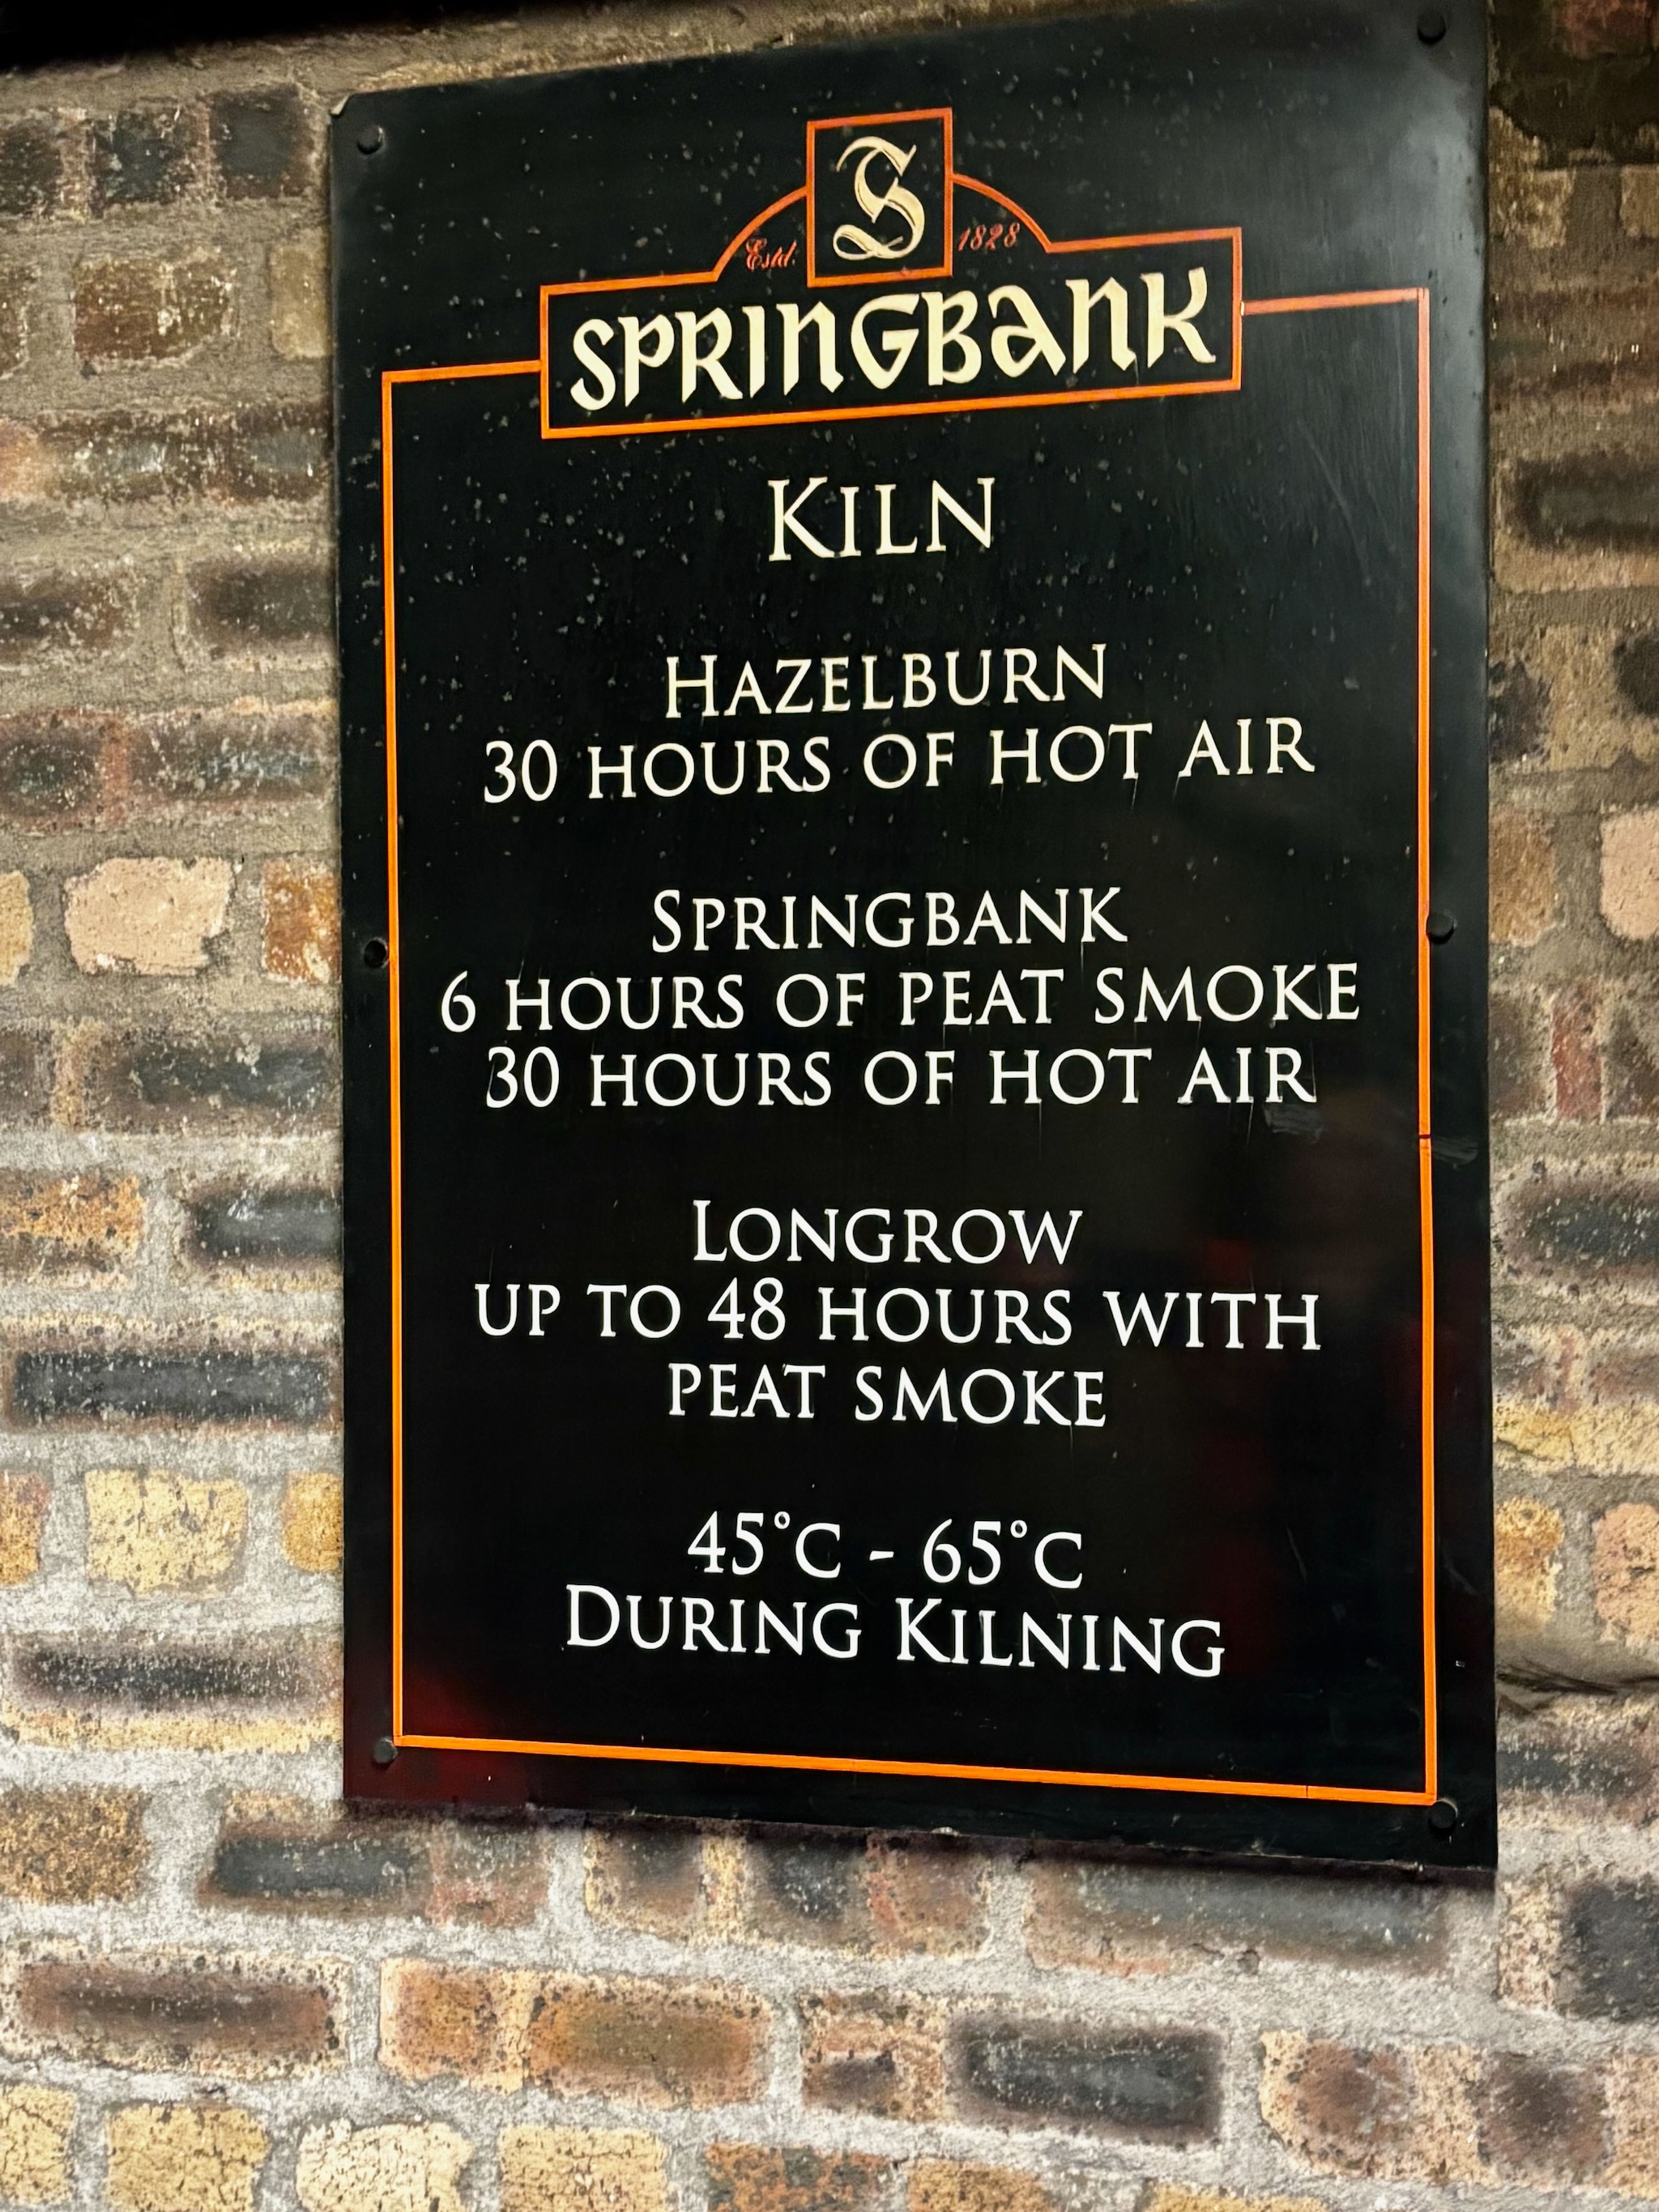 S
Estd. 1828
SPRINGBANK
KILN
HAZELBURN
30 HOURS OF HOT AIR
SPRINGBANK
6 HOURS OF PEAT SMOKE
30 HOURS OF HOT AIR
LONGROW
UP TO 48 HOURS WITH
PEAT SMOKE
45°C - 65°C
DURING KILNING